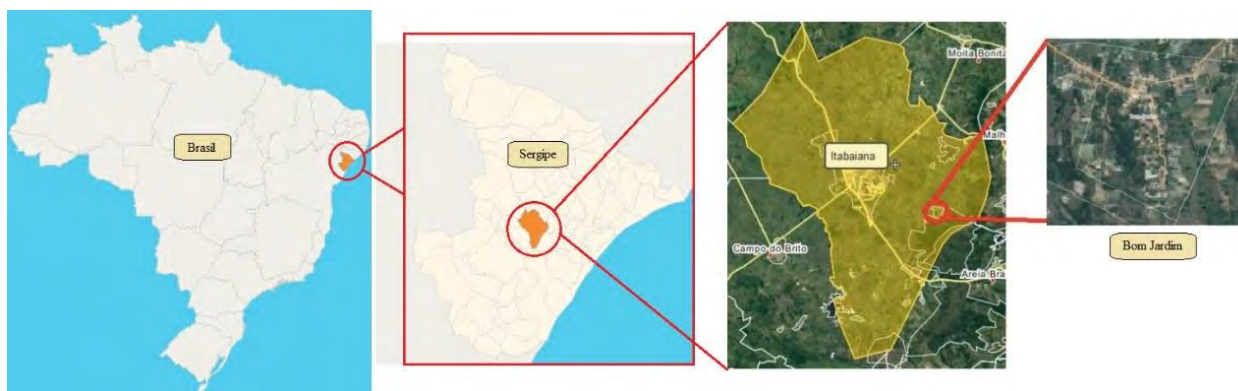 Brasil
Sergipe
Moita Bonita
Itabaiana
Malh
Campo do Brito
Areia Bra
Bom Jardim